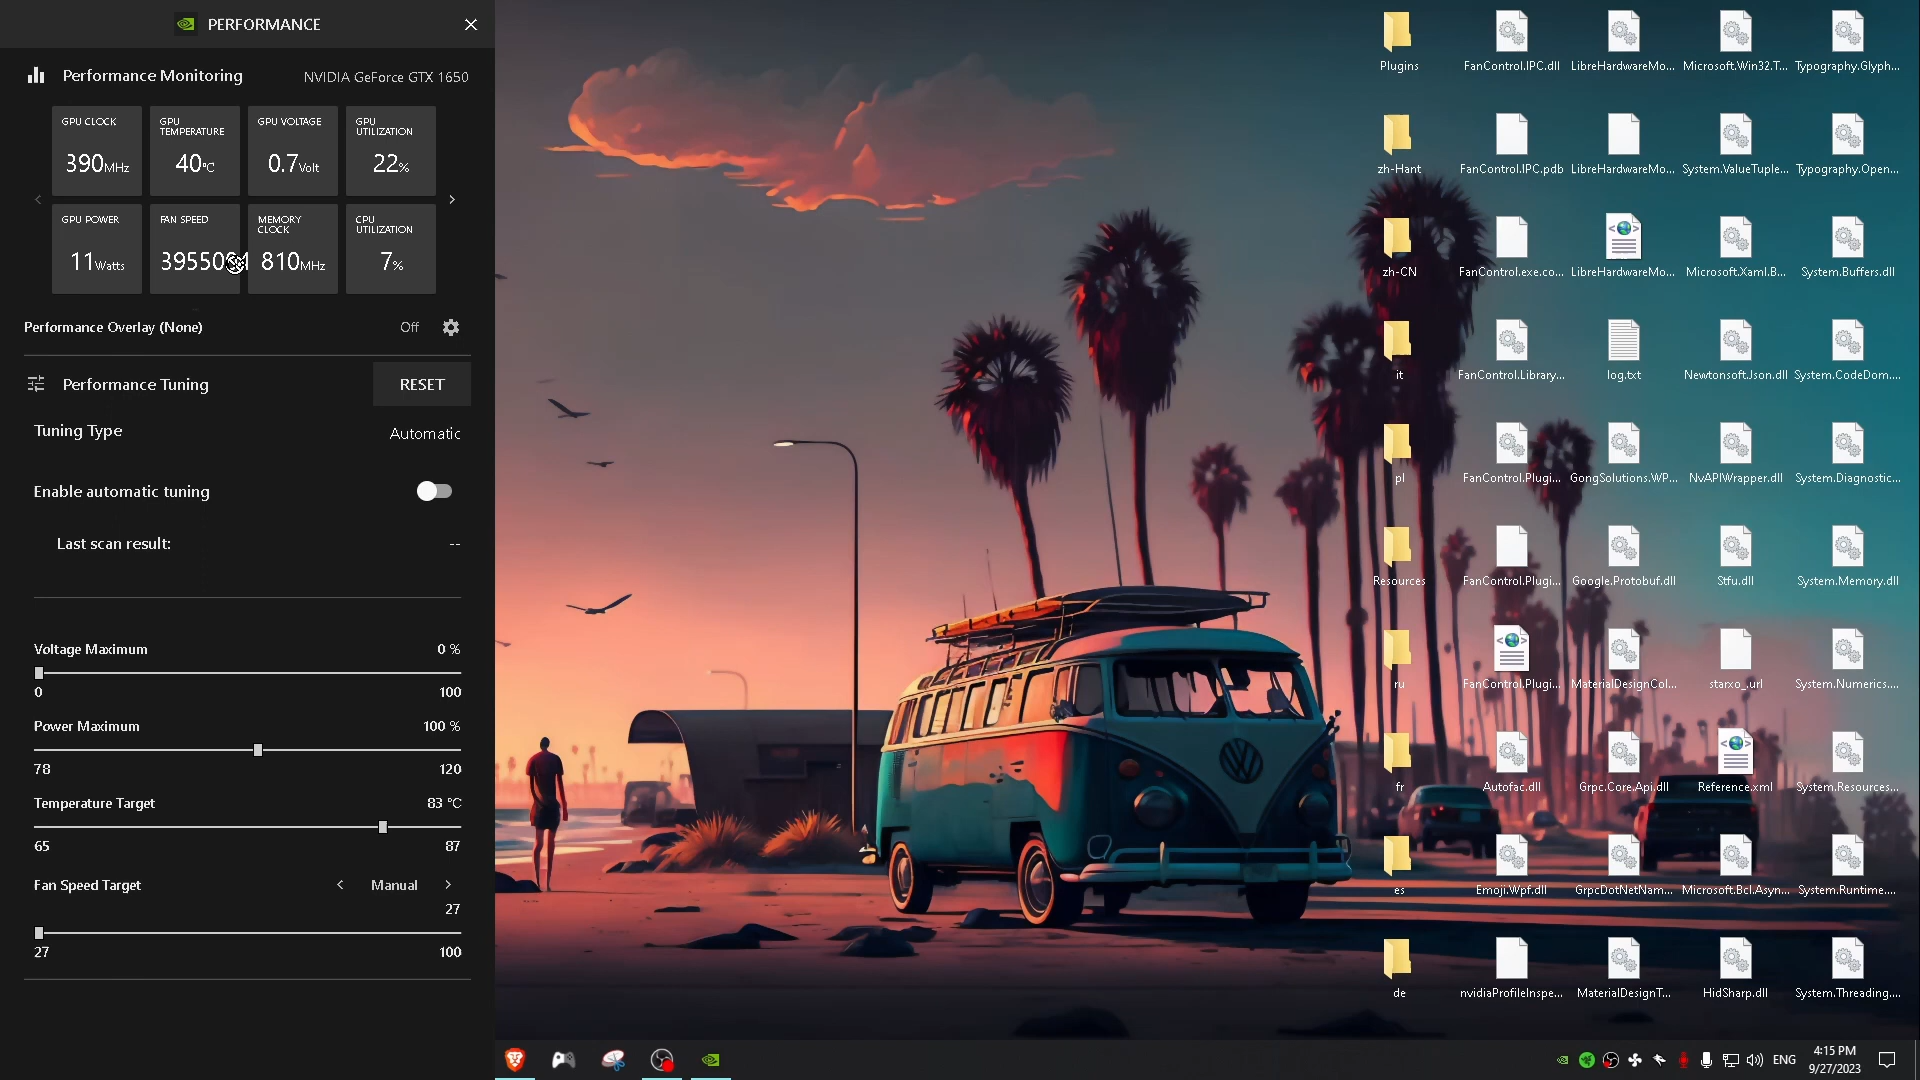 PERFORMANCE
Performance Monitoring
NVIDIA GeForce GTX 1650
GPU CLOCK
390MHz
GPU
TEMPERATURE
40°C
GPU VOLTAGE
0.7Volt
GPU
UTILIZATION
22%
GPU POWER
11Watts
FAN SPEED
39550
MEMORY
CLOCK
810MHz
CPU
UTILIZATION
7%
Performance Overlay (None)
Off
Performance Tuning
RESET
Tuning Type
Automatic
Enable automatic tuning
Last scan result:
--
Voltage Maximum
0 %
0
100
Power Maximum
100 %
78
120
Temperature Target
83 °C
65
87
Fan Speed Target
< Manual >
27
27
100
Plugins
FanControl.IPC.dll
LibreHardwareMo...
Microsoft.Win32.T...
Typography.Glyph...
zh-Hant
FanControl.IPC.pdb
LibreHardwareMo...
System.ValueTuple...
Typography.Open...
zh-CN
FanControl.exe.co...
LibreHardwareMo...
Microsoft.Xaml.B...
System.Buffers.dll
it
FanControl.Library...
log.txt
Newtonsoft.Json.dll
System.CodeDom....
pl
FanControl.Plugi...
GongSolutions.WP...
NvAPIWrapper.dll
System.Diagnostic...
Resources
FanControl.Plugi...
Google.Protobuf.dll
Stfu.dll
System.Memory.dll
ru
FanControl.Plugi...
MaterialDesignCol...
starxo_.url
System.Numerics....
fr
Autofac.dll
Grpc.Core.Api.dll
Reference.xml
System.Resources...
es
Emoji.Wpf.dll
GrpcDotNetNam...
Microsoft.Bcl.Asyn...
System.Runtime....
de
nvidiaProfileInspe...
MaterialDesignT...
HidSharp.dll
System.Threading....
ENG
4:15 PM
9/27/2023